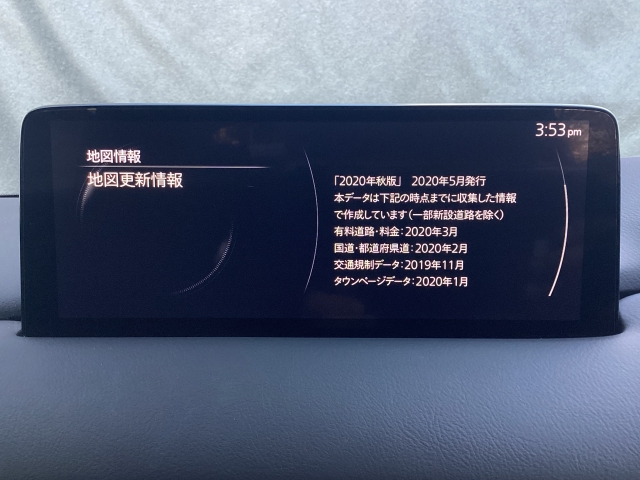 3:53pm
地図情報
地図更新情報
「2020年秋版」 2020年5月発行
本データは下記の時点までに収集した情報
で作成しています(一部新設道路を除く)
有料道路・料金:2020年3月
国道・都道府県道:2020年2月
交通規制データ:2019年11月
タウンページデータ:2020年1月